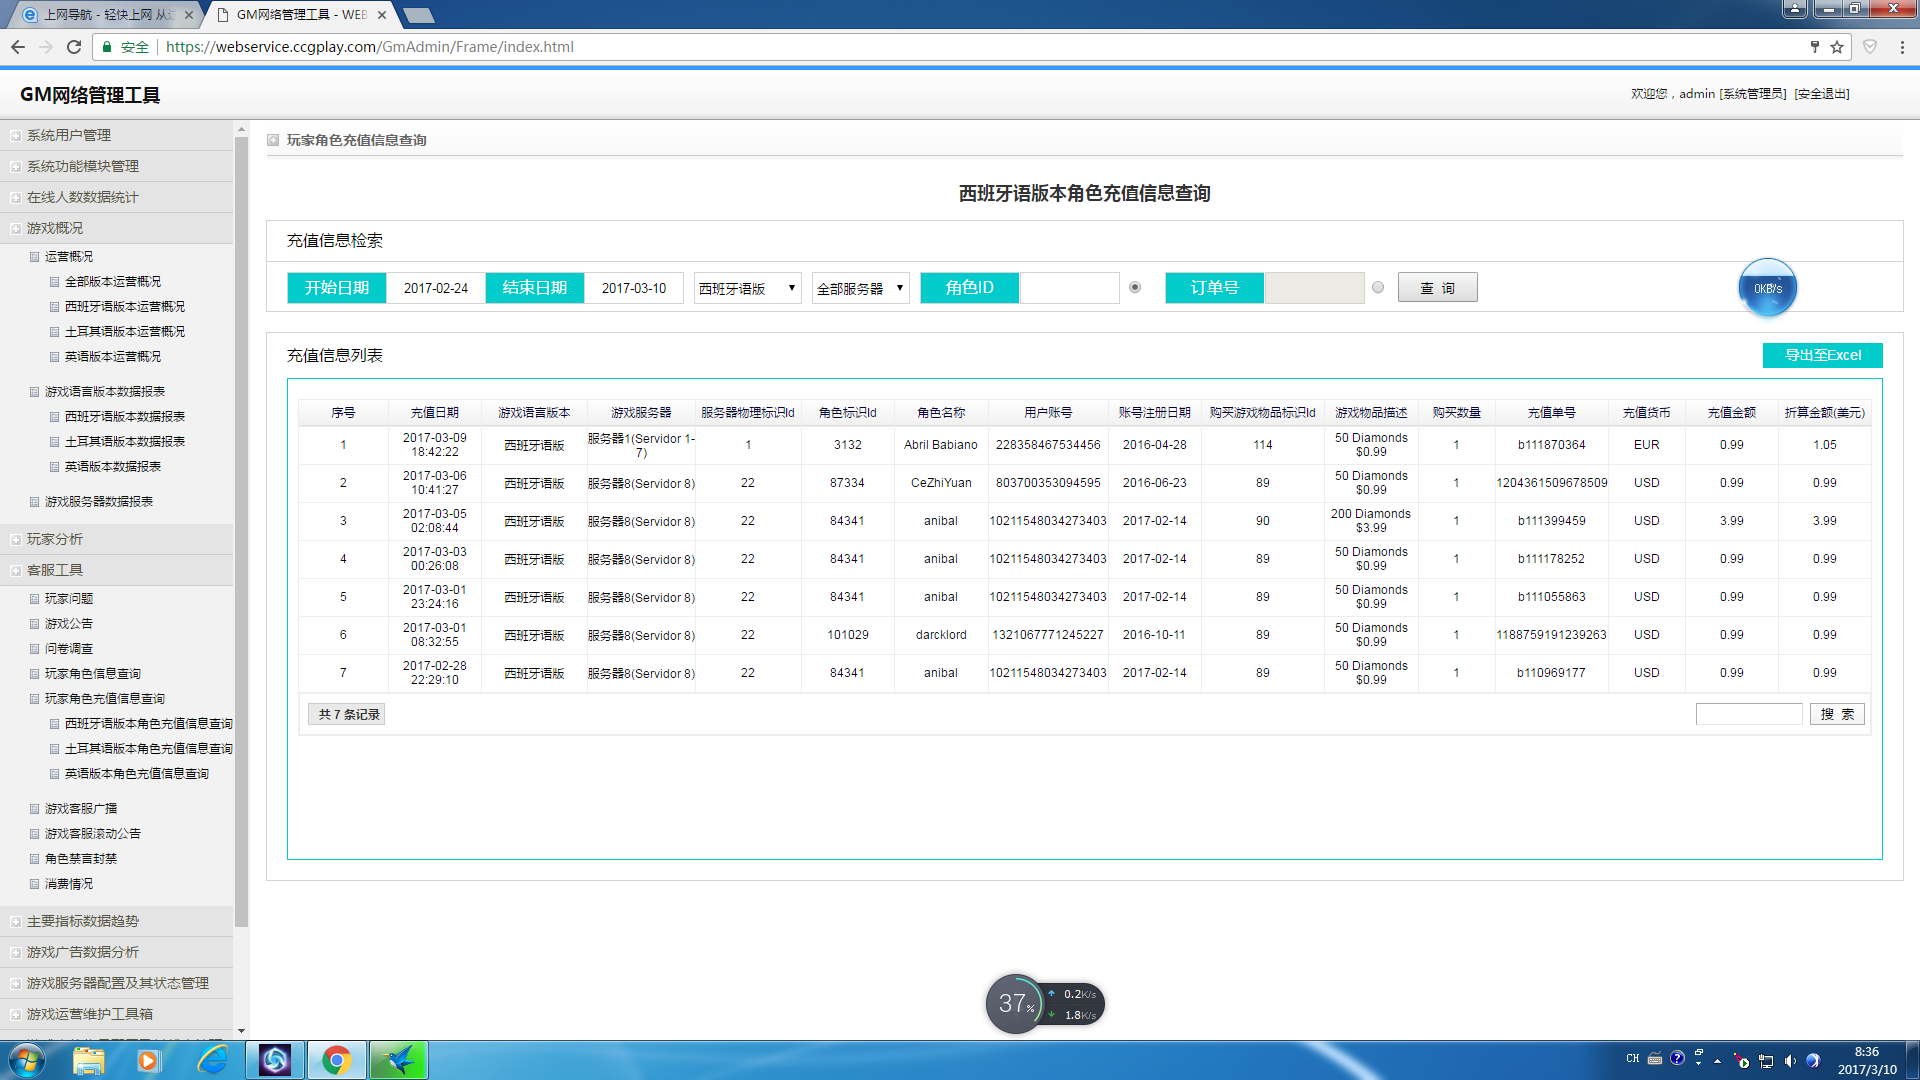 上网导航 - 轻快上网 从这
GM网络管理工具 - WEB
安全 https://webservice.ccgplay.com/GmAdmin/Frame/index.html
GM网络管理工具
欢迎您，admin [系统管理员] [安全退出]
系统用户管理
系统功能模块管理
在线人数数据统计
游戏概况
运营概况
全部版本运营概况
西班牙语版本运营概况
土耳其语版本运营概况
英语版本运营概况
游戏语言版本数据报表
西班牙语版本数据报表
土耳其语版本数据报表
英语版本数据报表
游戏服务器数据报表
玩家分析
客服工具
玩家问题
游戏公告
问卷调查
玩家角色信息查询
玩家角色充值信息查询
西班牙语版本角色充值信息查询
土耳其语版本角色充值信息查询
英语版本角色充值信息查询
游戏客服广播
游戏客服滚动公告
角色禁言封禁
消费情况
主要指标数据趋势
游戏广告数据分析
游戏服务器配置及其状态管理
游戏运营维护工具箱
玩家角色充值信息查询
西班牙语版本角色充值信息查询
充值信息检索
开始日期 2017-02-24 结束日期 2017-03-10 西班牙语版 全部服务器 角色ID 订单号 查 询
0KB/s
充值信息列表
导出至Excel
序号 充值日期 游戏语言版本 游戏服务器 服务器物理标识Id 角色标识Id 角色名称 用户账号 账号注册日期 购买游戏物品标识Id 游戏物品描述 购买数量 充值单号 充值货币 充值金额 折算金额(美元)
1 2017-03-09 18:42:22 西班牙语版 服务器1(Servidor 1-7) 1 3132 Abril Babiano 228358467534456 2016-04-28 114 50 Diamonds $0.99 1 b111870364 EUR 0.99 1.05
2 2017-03-06 10:41:27 西班牙语版 服务器8(Servidor 8) 22 87334 CeZhiYuan 803700353094595 2016-06-23 89 50 Diamonds $0.99 1 1204361509678509 USD 0.99 0.99
3 2017-03-05 02:08:44 西班牙语版 服务器8(Servidor 8) 22 84341 anibal 10211548034273403 2017-02-14 90 200 Diamonds $3.99 1 b111399459 USD 3.99 3.99
4 2017-03-03 00:26:08 西班牙语版 服务器8(Servidor 8) 22 84341 anibal 10211548034273403 2017-02-14 89 50 Diamonds $0.99 1 b111178252 USD 0.99 0.99
5 2017-03-01 23:24:16 西班牙语版 服务器8(Servidor 8) 22 84341 anibal 10211548034273403 2017-02-14 89 50 Diamonds $0.99 1 b111055863 USD 0.99 0.99
6 2017-03-01 08:32:55 西班牙语版 服务器8(Servidor 8) 22 101029 darcklord 1321067771245227 2016-10-11 89 50 Diamonds $0.99 1 1188759191239263 USD 0.99 0.99
7 2017-02-28 22:29:10 西班牙语版 服务器8(Servidor 8) 22 84341 anibal 10211548034273403 2017-02-14 89 50 Diamonds $0.99 1 b110969177 USD 0.99 0.99
共 7 条记录
搜 索
37%
0.2K/s
1.8K/s
CH
8:36
2017/3/10